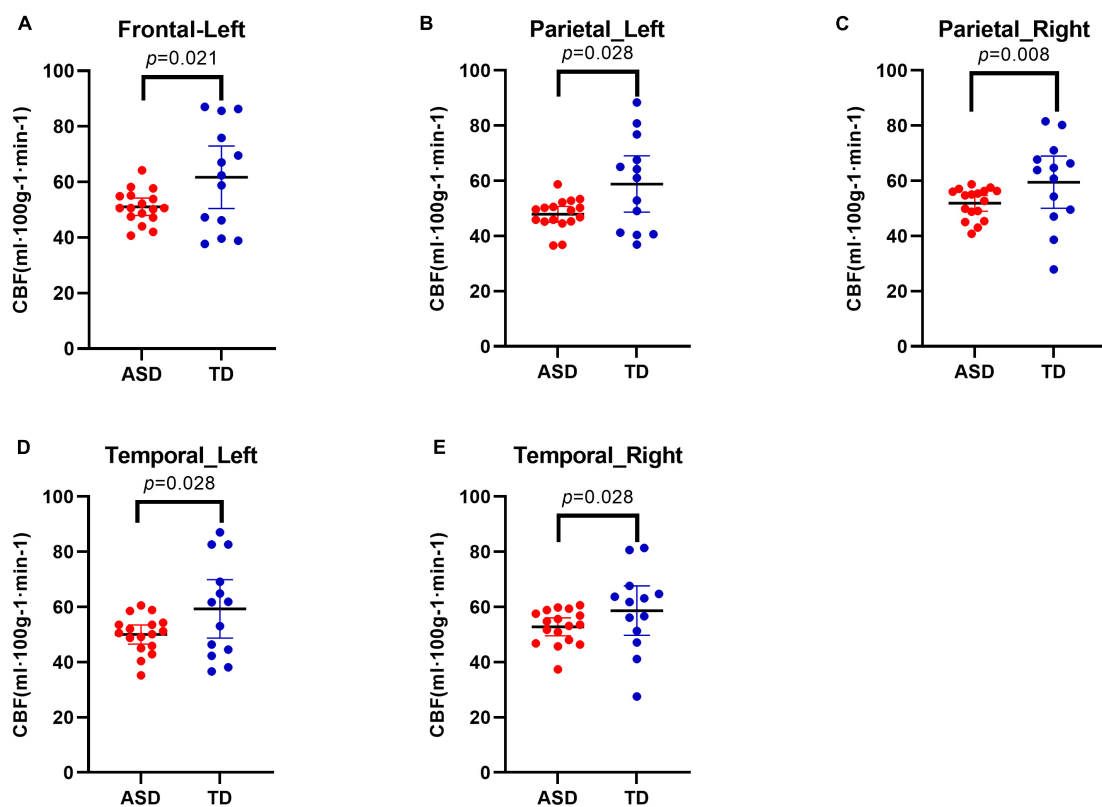 A
Frontal-Left
p=0.021
CBF(ml·100g-1·min-1)
100
80
60
40
20
0
ASD
TD
B
Parietal_Left
p=0.028
CBF(ml·100g-1·min-1)
100
80
60
40
20
0
ASD
TD
C
Parietal_Right
p=0.008
CBF(ml·100g-1·min-1)
100
80
60
40
20
0
ASD
TD
D
Temporal_Left
p=0.028
CBF(ml·100g-1·min-1)
100
80
60
40
20
0
ASD
TD
E
Temporal_Right
p=0.028
CBF(ml·100g-1·min-1)
100
80
60
40
20
0
ASD
TD